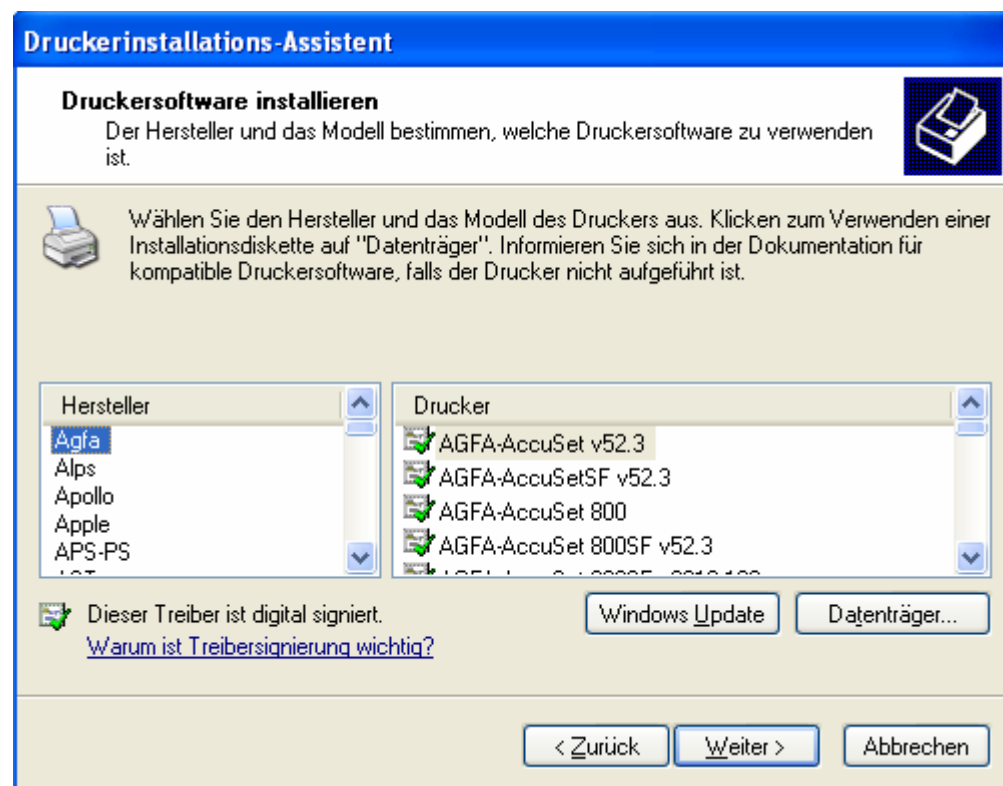 Druckerinstallations-Assistent
Druckersoftware installieren
Der Hersteller und das Modell bestimmen, welche Druckersoftware zu verwenden
ist.
Wählen Sie den Hersteller und das Modell des Druckers aus. Klicken zum Verwenden einer
Installationsdiskette auf "Datenträger". Informieren Sie sich in der Dokumentation für
kompatible Druckersoftware, falls der Drucker nicht aufgeführt ist.
Hersteller
Agfa
Alps
Apollo
Apple
APS-PS
Drucker
AGFA-AccuSet v52.3
AGFA-AccuSetSF v52.3
AGFA-AccuSet 800
AGFA-AccuSet 800SF v52.3
Dieser Treiber ist digital signiert.
Warum ist Treibersignierung wichtig?
Windows Update
Datenträger...
< Zurück
Weiter >
Abbrechen